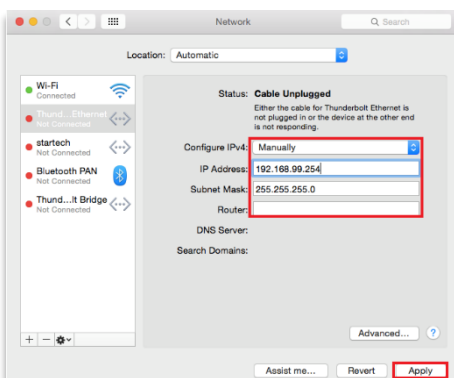 Network
Search
Location: Automatic
Wi-Fi
Connected
Thund...Ethernet
Not Connected
startech
Not Connected
Bluetooth PAN
Not Connected
Thund...lt Bridge
Not Connected
Status: Cable Unplugged
Either the cable for Thunderbolt Ethernet is
not plugged in or the device at the other end
is not responding.
Configure IPv4: Manually
IP Address: 192.168.99.254
Subnet Mask: 255.255.255.0
Router:
DNS Server:
Search Domains:
Advanced... ?
Assist me... Revert Apply